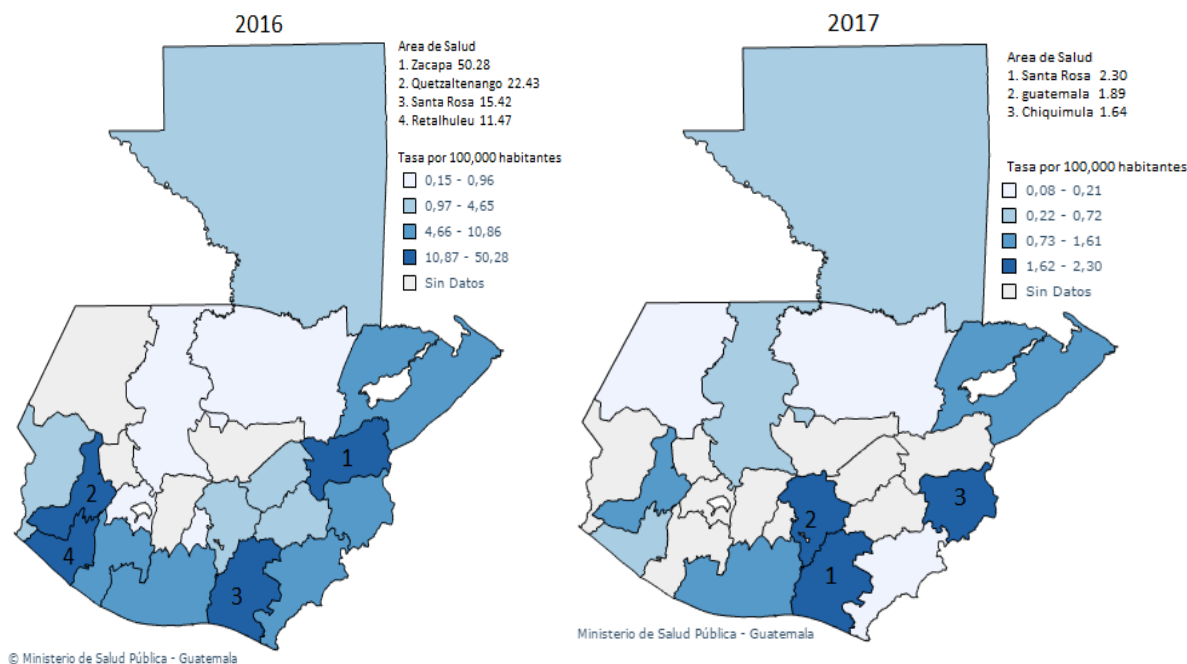 2016
Area de Salud
1. Zacapa 50.28
2. Quetzaltenango 22.43
3. Santa Rosa 15.42
4. Retalhuleu 11.47
Tasa por 100,000 habitantes
0,15 - 0,96
0,97 - 4,65
4,66 - 10,86
10,87 - 50,28
Sin Datos
1
2
4
3
© Ministerio de Salud Pública - Guatemala
2017
Area de Salud
1. Santa Rosa 2.30
2. guatemala 1.89
3. Chiquimula 1.64
Tasa por 100,000 habitantes
0,08 - 0,21
0,22 - 0,72
0,73 - 1,61
1,62 - 2,30
Sin Datos
3
2
1
Ministerio de Salud Pública - Guatemala